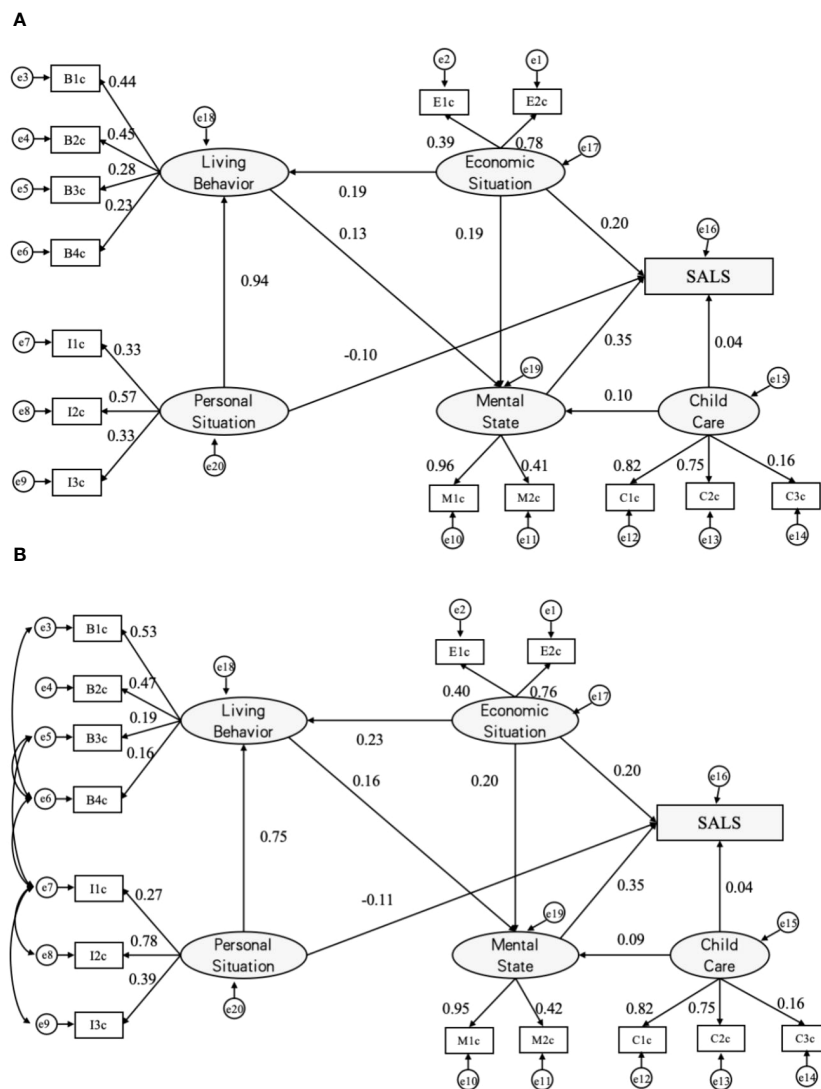 A
e2
e1
e3
B1c
0.44
E1c
E2c
e18
e4
B2c
0.45
0.39
0.78
e17
Living
Behavior
Economic
Situation
0.28
e5
B3c
0.19
0.23
0.20
e16
e6
B4c
0.13
0.19
SALS
0.94
e7
I1c
0.33
-0.10
0.35
0.04
e19
e15
e8
I2c
0.57
Personal
Situation
Mental
State
0.10
Child
Care
0.33
e20
0.96
0.41
0.82
0.75
0.16
e9
I3c
M1c
M2c
C1c
C2c
C3c
e10
e11
e12
e13
e14
B
e2
e1
e3
B1c
0.53
E1c
E2c
e18
e4
B2c
0.47
0.40
0.76
e17
Living
Behavior
Economic
Situation
0.19
e5
B3c
0.23
0.16
0.20
e16
e6
B4c
0.16
0.20
SALS
0.75
e7
I1c
0.27
-0.11
0.35
0.04
e19
e15
e8
I2c
0.78
Personal
Situation
Mental
State
0.09
Child
Care
0.39
e20
0.95
0.42
0.82
0.75
0.16
e9
I3c
M1c
M2c
C1c
C2c
C3c
e10
e11
e12
e13
e14